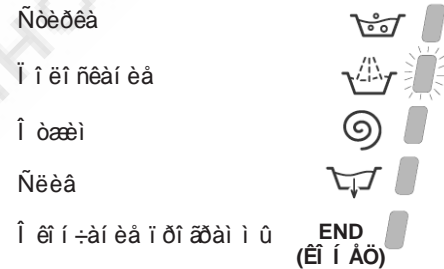 Ñòèðêà
Ï î ëî ñêàí èå
Î òæèì
Ñëèâ
Î êî í ÷àí èå ï ðî ãðàì ì û END
(ÊÎ Í ÅÖ)